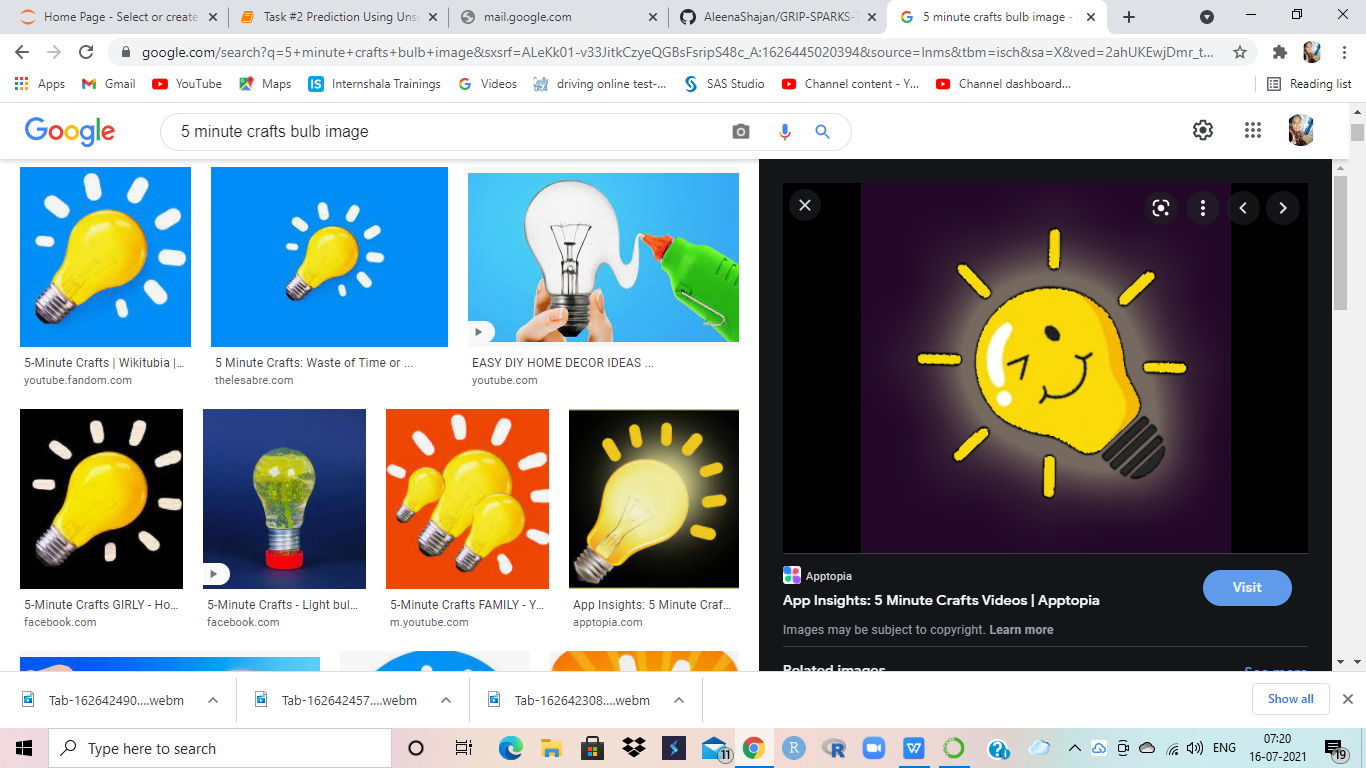 Home Page - Select or create
Task #2 Prediction Using Unsu
mail.google.com
AleenaShajan/GRIP-SPARKS-T
5 minute crafts bulb image -
google.com/search?q=5+minute+crafts+bulb+image&sxsrf=ALeKk01-v33JitkCzyeQGBsFsripS48c_A:1626445020394&source=lnms&tbm=isch&sa=X&ved=2ahUKEwjDmr_t...
Apps
Gmail
YouTube
Maps
Internshala Trainings
Videos
driving online test-...
SAS Studio
Channel content - Y...
Channel dashboard...
Reading list
Google
5 minute crafts bulb image
5-Minute Crafts | Wikitubia |...
youtube.fandom.com
5 Minute Crafts: Waste of Time or ...
thelesabre.com
EASY DIY HOME DECOR IDEAS ...
youtube.com
5-Minute Crafts GIRLY - Ho...
facebook.com
5-Minute Crafts - Light bul...
facebook.com
5-Minute Crafts FAMILY - Y...
m.youtube.com
App Insights: 5 Minute Craf...
apptopia.com
Apptopia
App Insights: 5 Minute Crafts Videos | Apptopia
Visit
Images may be subject to copyright. Learn more
Related images
See more
Tab-162642490....webm
Tab-162642457....webm
Tab-162642308....webm
Show all
Type here to search
11
ENG
07:20
16-07-2021
19